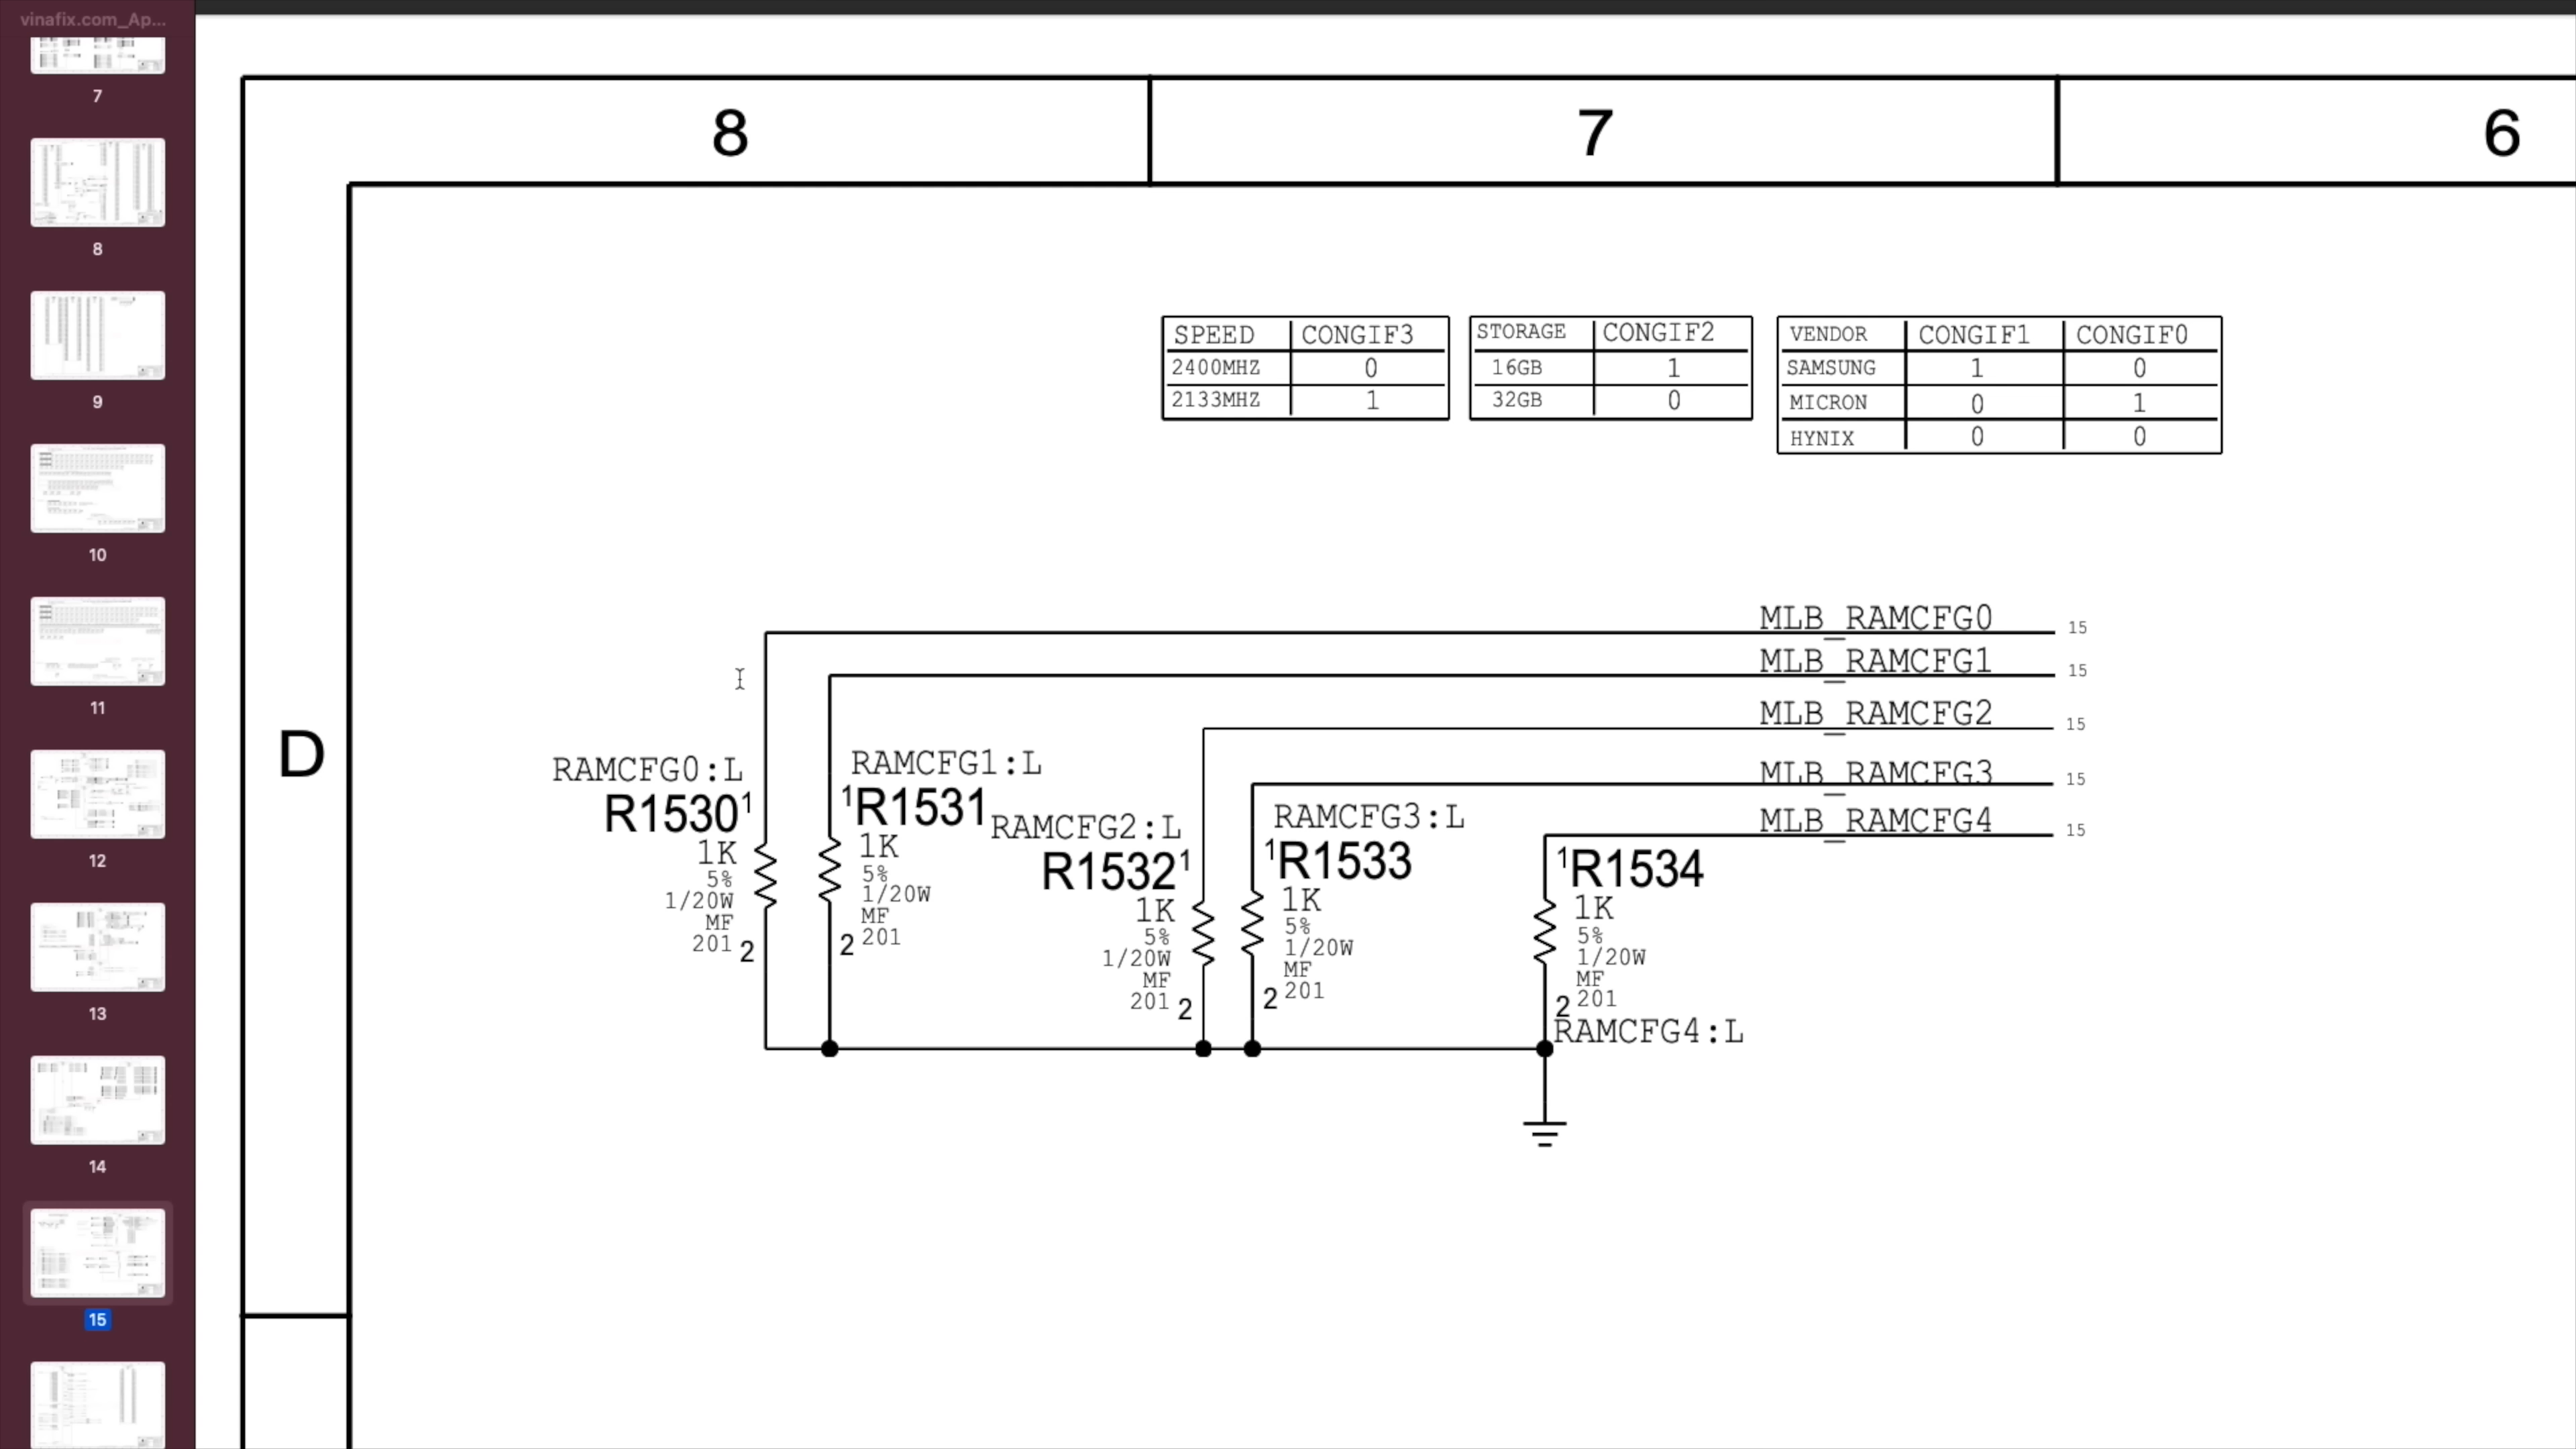 vinafix.com_Ap...
7
8
9
10
11
12
13
14
15
8
7
6
D
SPEED CONGIF3
2400MHZ 0
2133MHZ 1
STORAGE CONGIF2
16GB 1
32GB 0
VENDOR CONGIF1 CONGIF0
SAMSUNG 1 0
MICRON 0 1
HYNIX 0 0
MLB_RAMCFG0 15
MLB_RAMCFG1 15
MLB_RAMCFG2 15
MLB_RAMCFG3 15
MLB_RAMCFG4 15
RAMCFG0:L
R1530 1
1K
5%
1/20W
MF
201 2
RAMCFG1:L
1 R1531
1K
5%
1/20W
MF
2 201
RAMCFG2:L
R1532 1
1K
5%
1/20W
MF
201 2
RAMCFG3:L
1 R1533
1K
5%
1/20W
MF
2 201
1 R1534
1K
5%
1/20W
MF
2 201
RAMCFG4:L